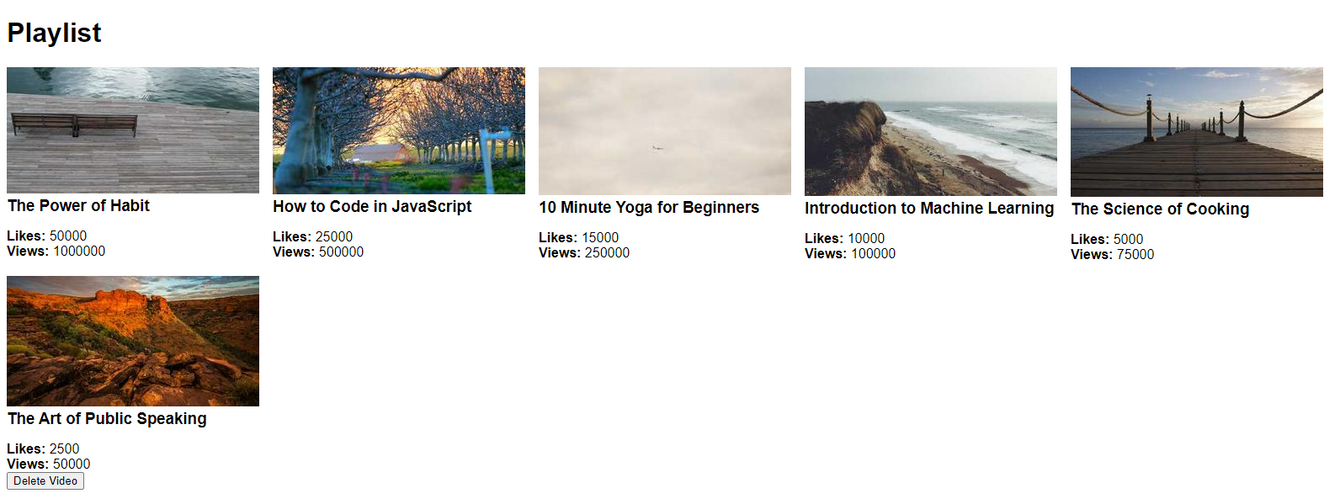 Playlist
The Power of Habit
Likes: 50000
Views: 1000000
How to Code in JavaScript
Likes: 25000
Views: 500000
10 Minute Yoga for Beginners
Likes: 15000
Views: 250000
Introduction to Machine Learning
Likes: 10000
Views: 100000
The Science of Cooking
Likes: 5000
Views: 75000
The Art of Public Speaking
Likes: 2500
Views: 50000
Delete Video